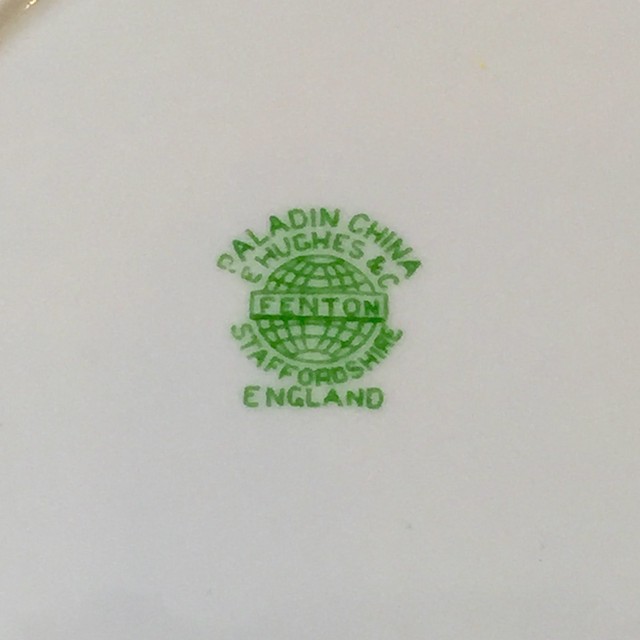 PALADIN CHINA
E HUGHES & C
FENTON
STAFFORDSHIRE
ENGLAND